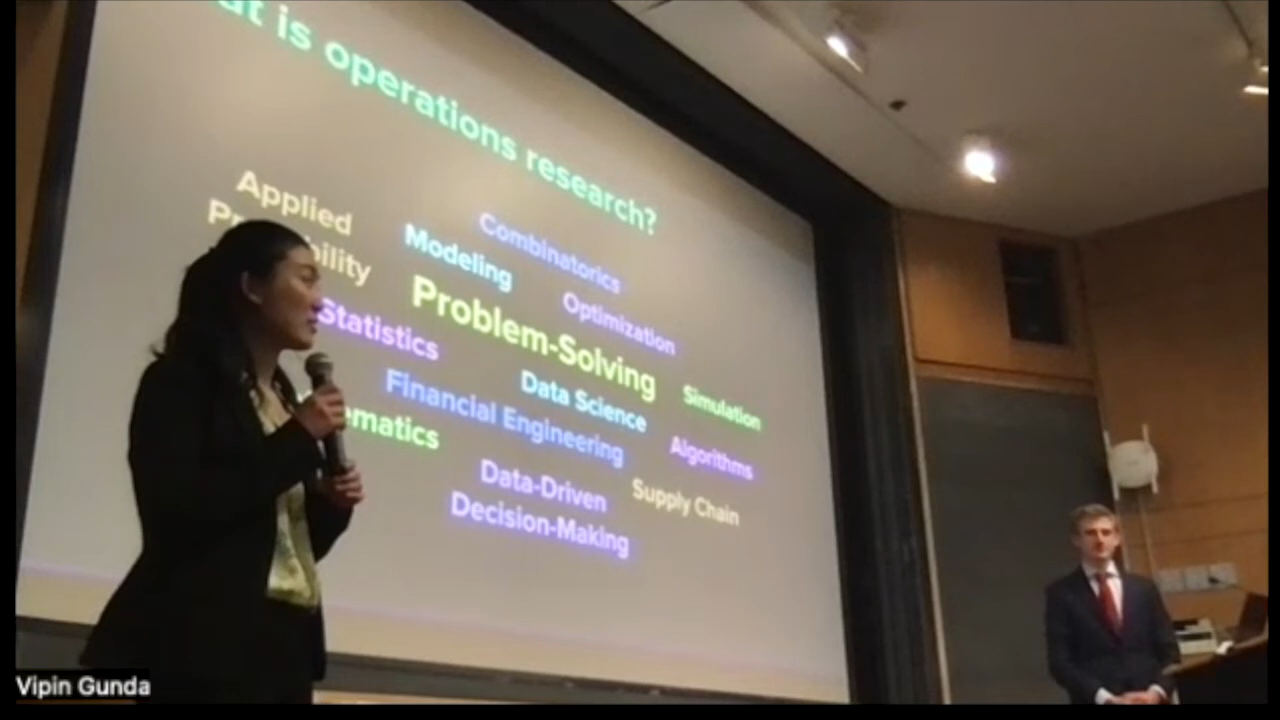 at is operations research?
Applied
Combinatorics
Modeling
Optimization
Problem-Solving
Statistics
Simulation
Data Science
Financial Engineering
ematics
Algorithms
Data-Driven
Decision-Making
Supply Chain
Vipin Gunda